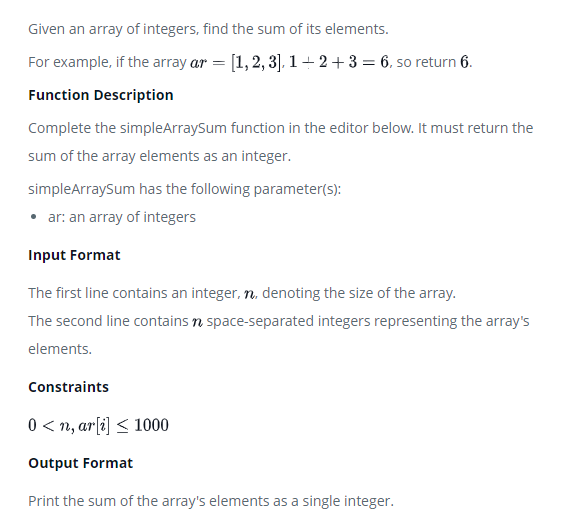 Given an array of integers, find the sum of its elements.
For example, if the array ar = [1, 2, 3], 1 + 2 + 3 = 6, so return 6.
Function Description
Complete the simpleArraySum function in the editor below. It must return the
sum of the array elements as an integer.
simpleArraySum has the following parameter(s):
• ar: an array of integers
Input Format
The first line contains an integer, n, denoting the size of the array.
The second line contains n space-separated integers representing the array's
elements.
Constraints
0 < n, ar[i] ≤ 1000
Output Format
Print the sum of the array's elements as a single integer.